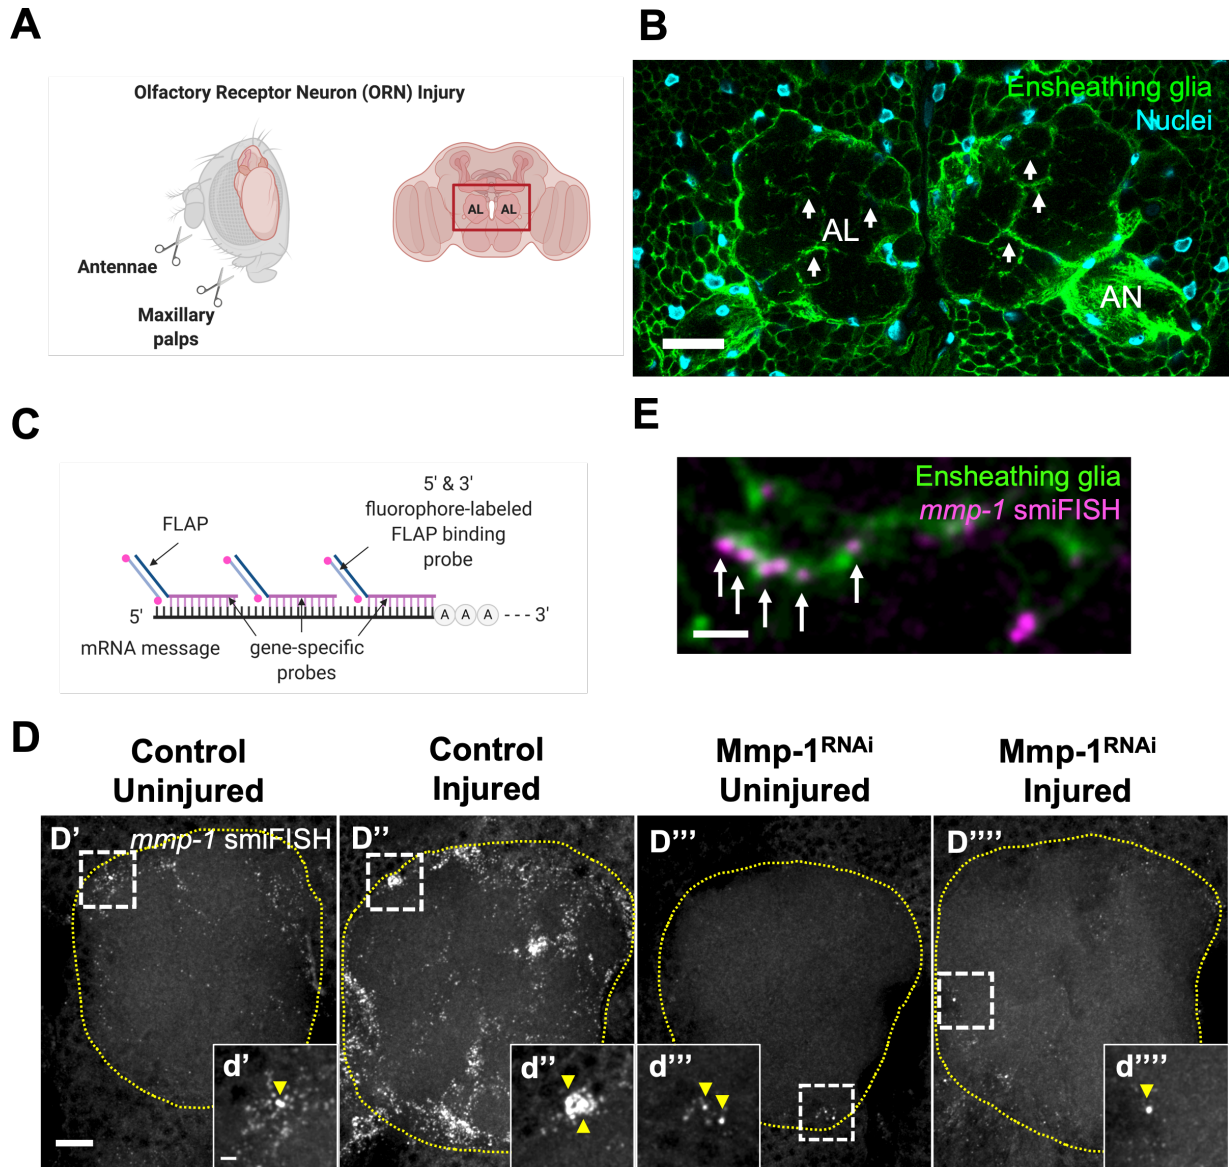 A
Olfactory Receptor Neuron (ORN) Injury
AL AL
Antennae
Maxillary
palps
B
Ensheathing glia
Nuclei
AL
AN
C
5' & 3'
fluorophore-labeled
FLAP binding
probe
FLAP
5'
A A A
3'
mRNA message
gene-specific
probes
E
Ensheathing glia
mmp-1 smiFISH
D
Control
Uninjured
Control
Injured
Mmp-1RNAi
Uninjured
Mmp-1RNAi
Injured
D’
mmp-1 smiFISH
D’’
D’’’
D’’’’
d’
d’’
d’’’
d’’’’